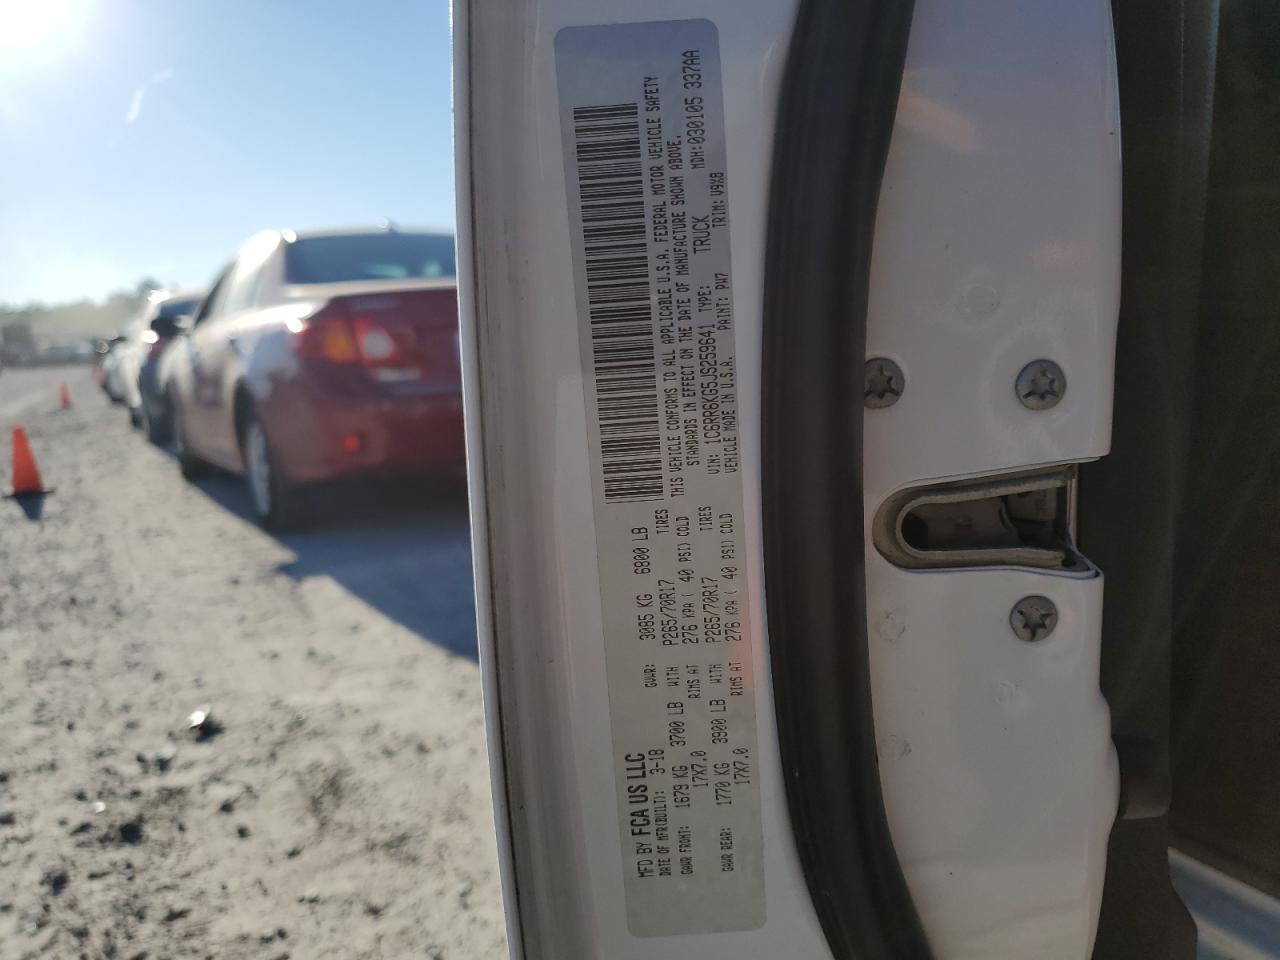 MFD BY FCA US LLC
DATE OF MFR(BUILT): 3-18 GVWR: 3085 KG 6800 LB
GAWR FRONT: 1679 KG 3700 LB WITH P265/70R17 TIRES
17X7.0 RIMS AT 276 KPA ( 40 PSI) COLD
GAWR REAR: 1770 KG 3900 LB WITH P265/70R17 TIRES
17X7.0 RIMS AT 276 KPA ( 40 PSI) COLD
THIS VEHICLE CONFORMS TO ALL APPLICABLE U.S.A. FEDERAL MOTOR VEHICLE SAFETY
STANDARDS IN EFFECT ON THE DATE OF MANUFACTURE SHOWN ABOVE.
MDH:030105 337AA
VIN: 1C6RR6KG5JS259641 TYPE: TRUCK
VEHICLE MADE IN U.S.A. PAINT: PW7 TRIM: V9X8